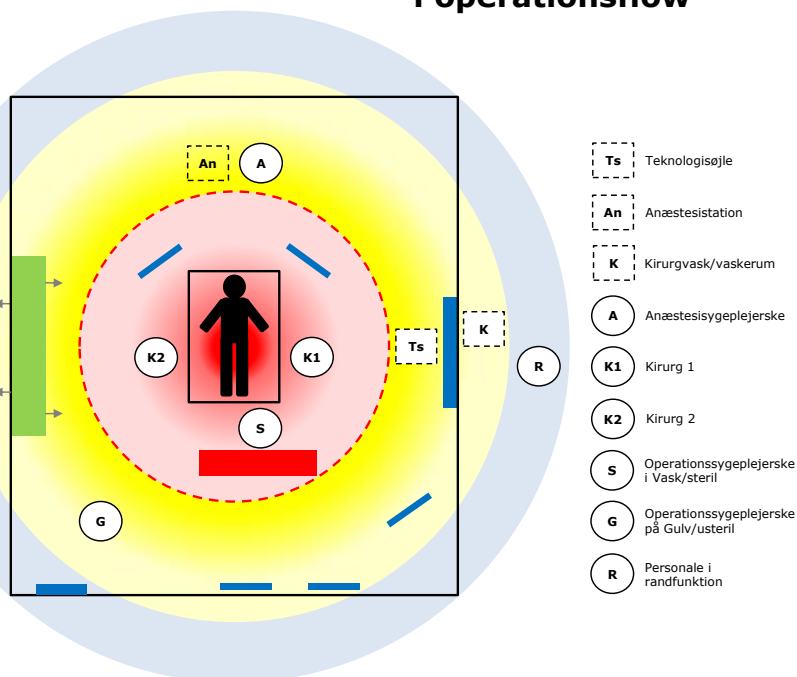 i operationsflow
An
A
K2
K1
Ts
K
R
S
G
Ts Teknologisøjle
An Anæstesistation
K Kirurgvask/vaskerum
A Anæstesisygeplejerske
K1 Kirurg 1
K2 Kirurg 2
S Operationssygeplejerske
i Vask/steril
G Operationssygeplejerske
på Gulv/usteril
R Personale i
randfunktion